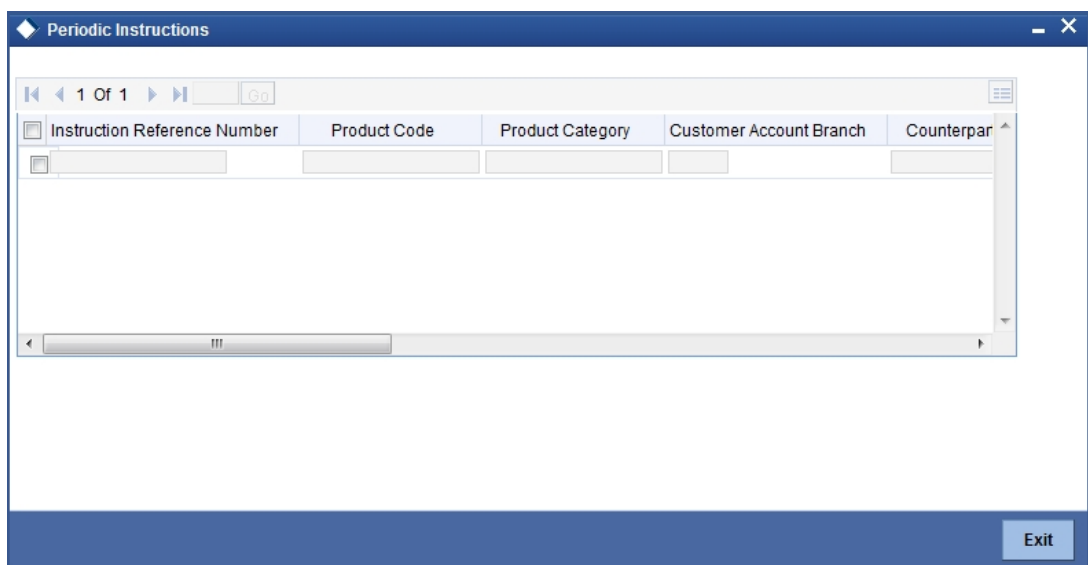 Periodic Instructions
1 Of 1 Go
Instruction Reference Number Product Code Product Category Customer Account Branch Counterpar
Exit